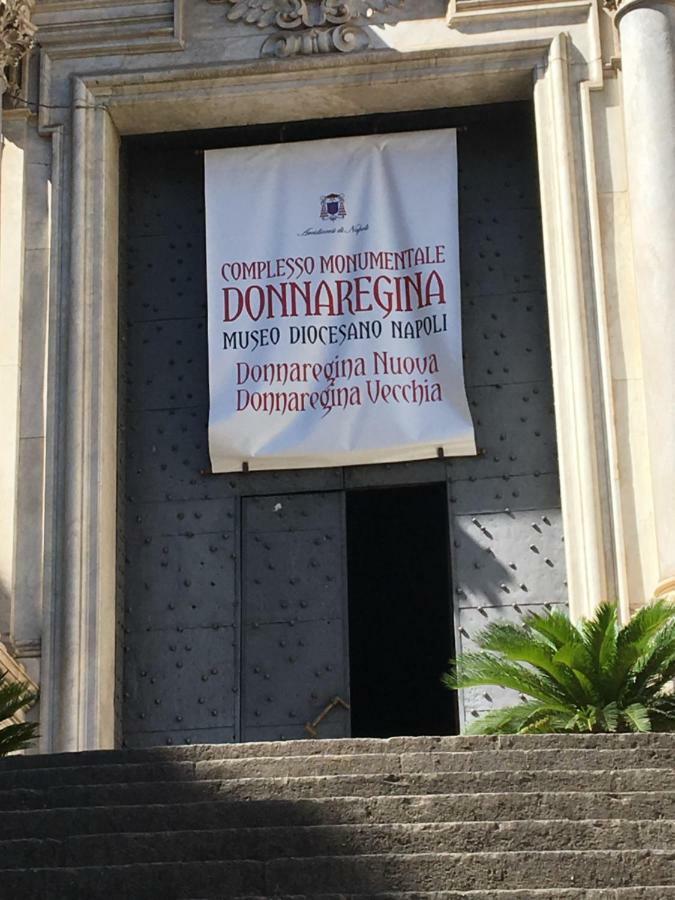 Arcidiocesi di Napoli
COMPLESSO MONUMENTALE
DONNAREGINA
MUSEO DIOCESANO NAPOLI
Donnaregina Nuova
Donnaregina Vecchia